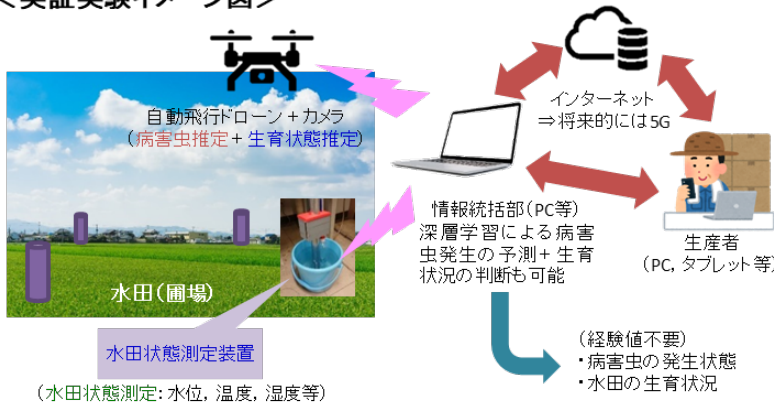 ＜実証実験イメージ図＞
自動飛行ドローン＋カメラ
（病害虫推定＋生育状態推定）
インターネット
⇒将来的には5G
情報統括部（PC等）
深層学習による病害
虫発生の予測＋生育
状況の判断も可能
生産者
（PC，タブレット等）
水田（圃場）
水田状態測定装置
（水田状態測定：水位，温度，湿度等）
（経験値不要）
・病害虫の発生状態
・水田の生育状況